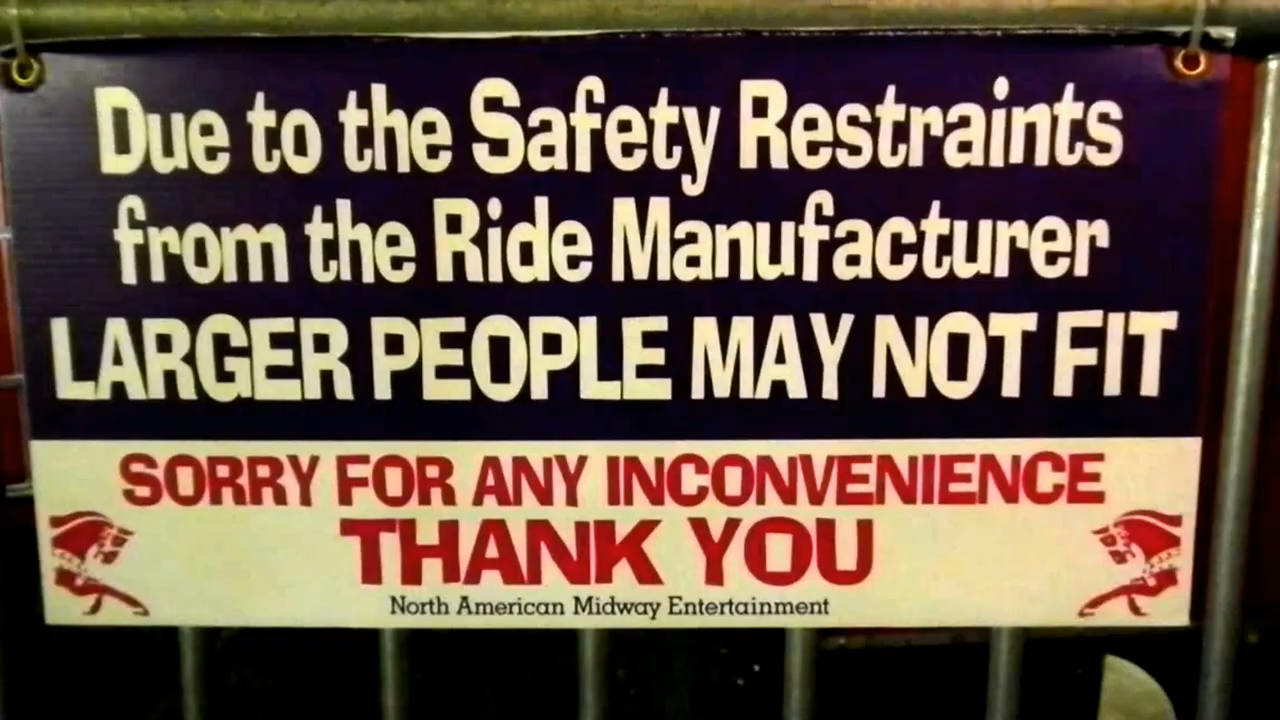 Due to the Safety Restraints
from the Ride Manufacturer
LARGER PEOPLE MAY NOT FIT
SORRY FOR ANY INCONVENIENCE
THANK YOU
North American Midway Entertainment